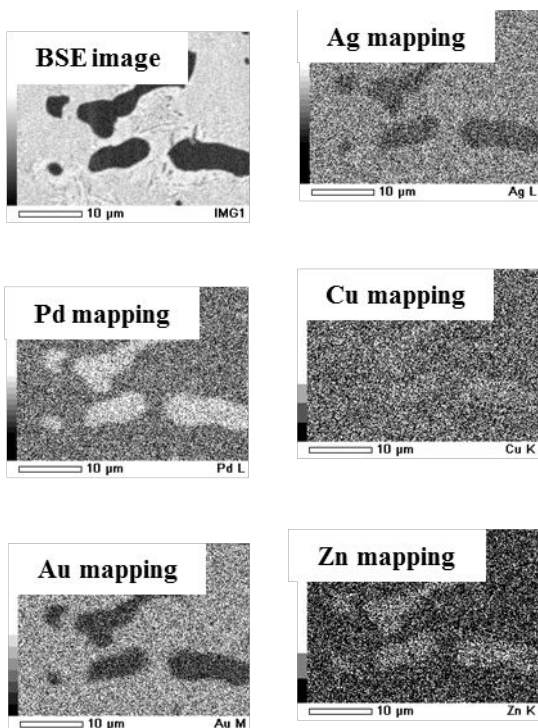 BSE image
10 μm
IMG1
Ag mapping
10 μm
Ag L
Pd mapping
10 μm
Pd L
Cu mapping
10 μm
Cu K
Au mapping
10 μm
Au M
Zn mapping
10 μm
Zn K